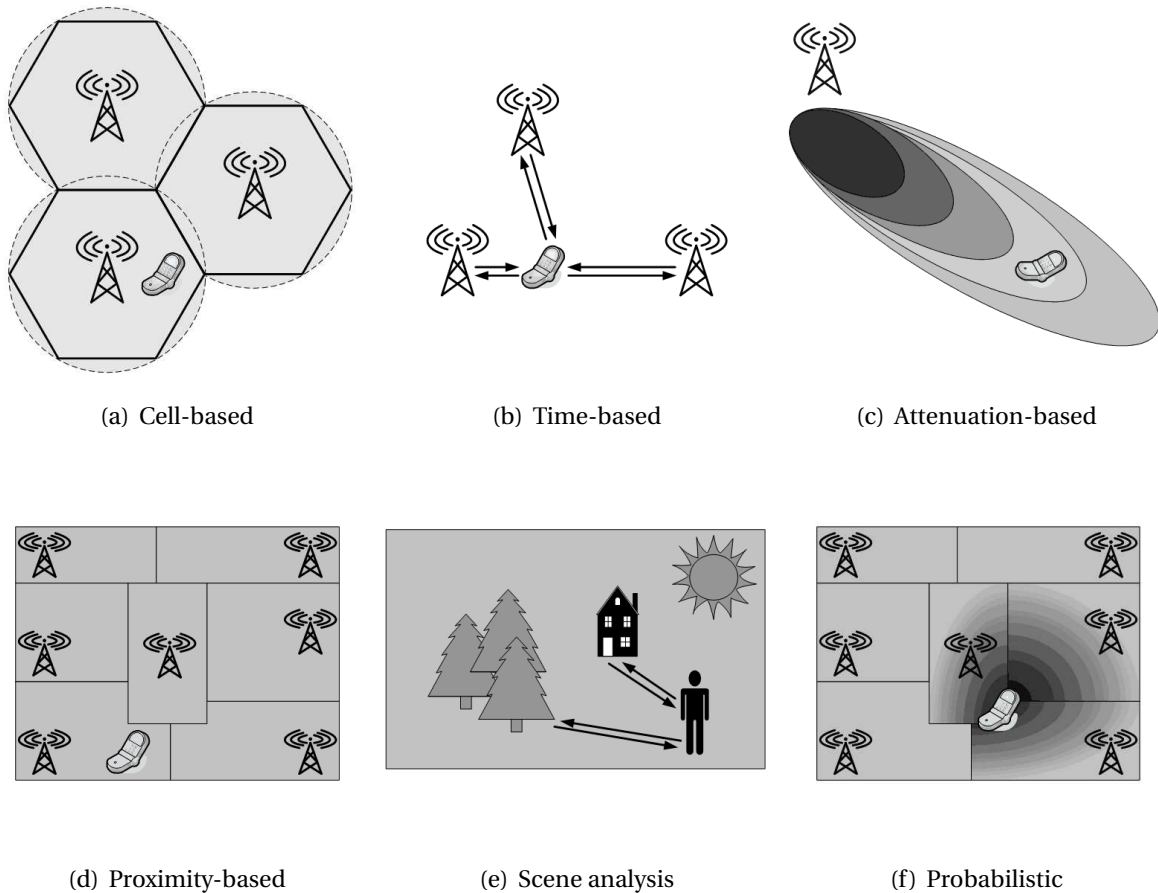 (a) Cell-based
(b) Time-based
(c) Attenuation-based
(d) Proximity-based
(e) Scene analysis
(f) Probabilistic